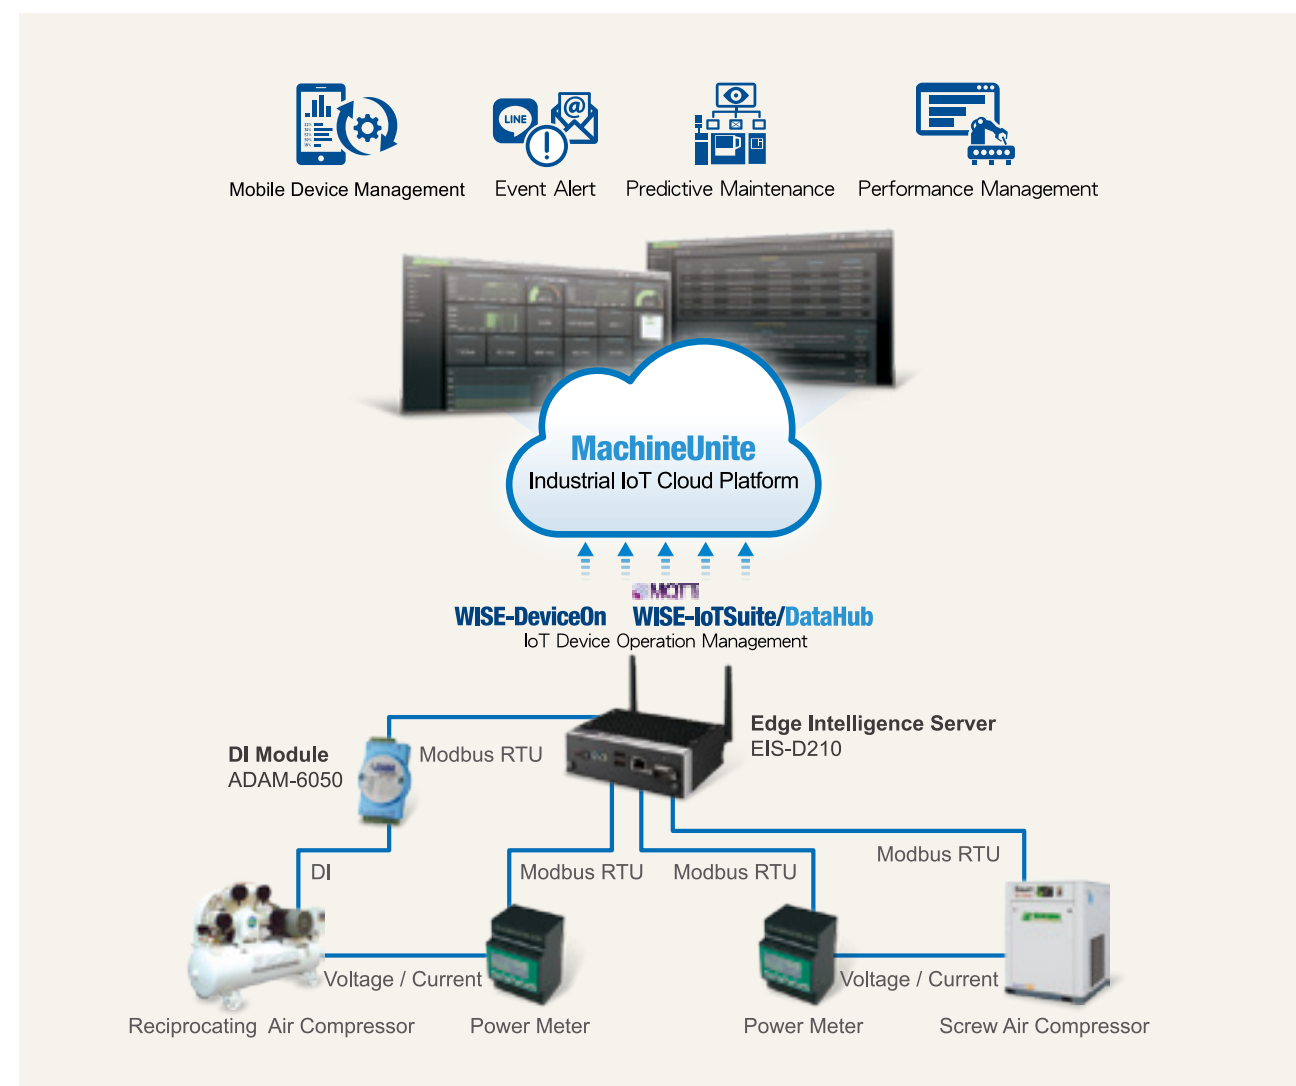 LINE
@
Mobile Device Management
Event Alert
Predictive Maintenance
Performance Management
MachineUnite
Industrial IoT Cloud Platform
MQTT
WISE-DeviceOn
WISE-IoTSuite/DataHub
IoT Device Operation Management
Edge Intelligence Server
EIS-D210
DI Module
ADAM-6050
Modbus RTU
Modbus RTU
DI
Modbus RTU
Modbus RTU
Voltage / Current
Voltage / Current
Reciprocating Air Compressor
Power Meter
Power Meter
Screw Air Compressor